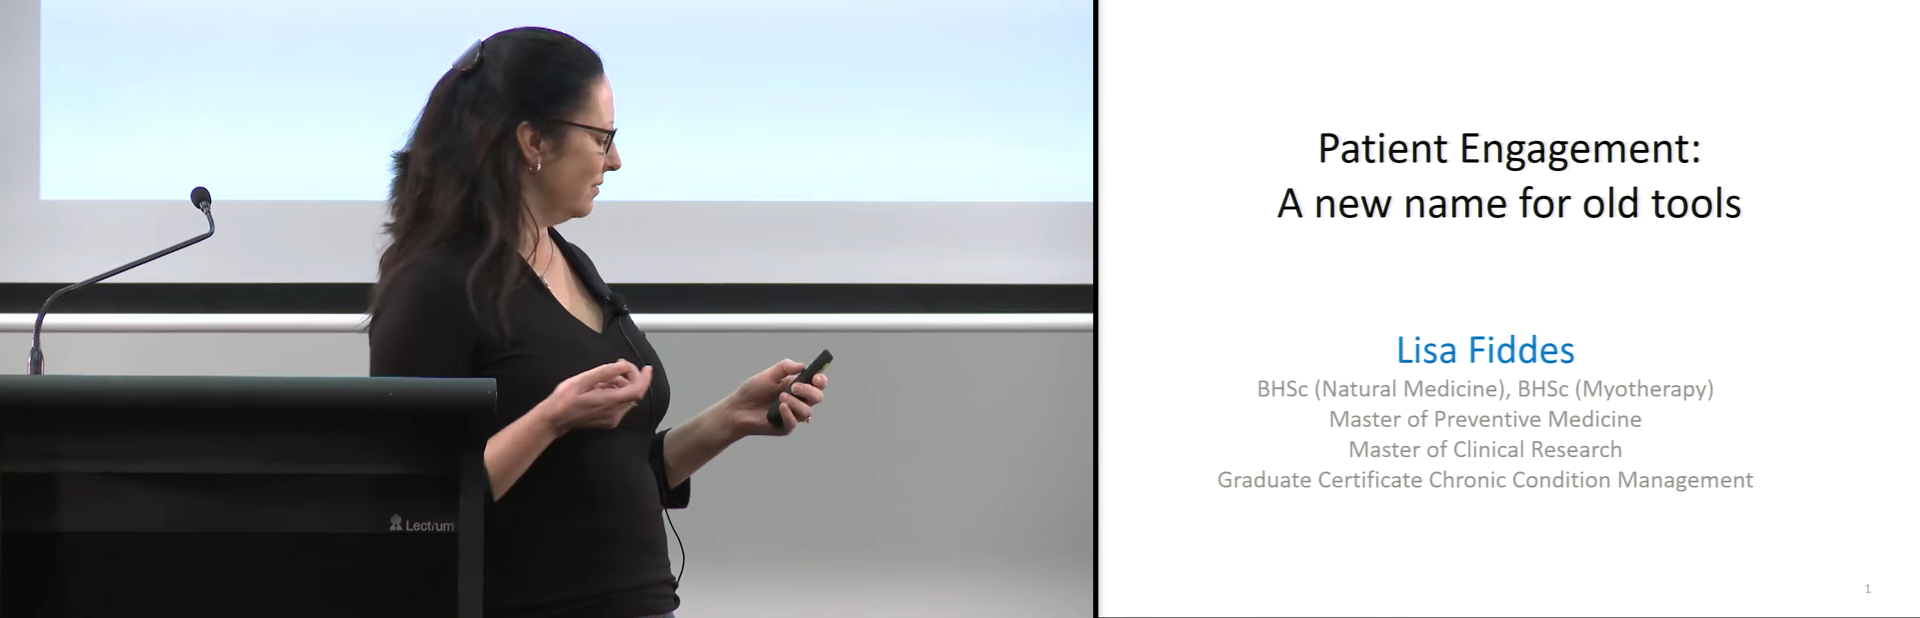 Lectrum
Patient Engagement:
A new name for old tools
Lisa Fiddes
BHSc (Natural Medicine), BHSc (Myotherapy)
Master of Preventive Medicine
Master of Clinical Research
Graduate Certificate Chronic Condition Management
1